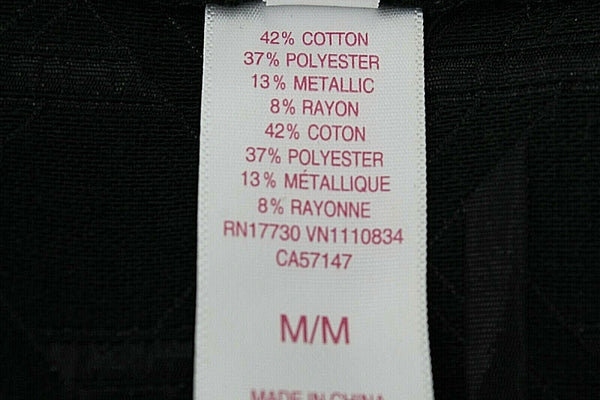 42% COTTON
37% POLYESTER
13% METALLIC
8% RAYON
42% COTON
37% POLYESTER
13% MÉTALLIQUE
8% RAYONNE
RN17730 VN1110834
CA57147
M/M
MADE IN CHINA